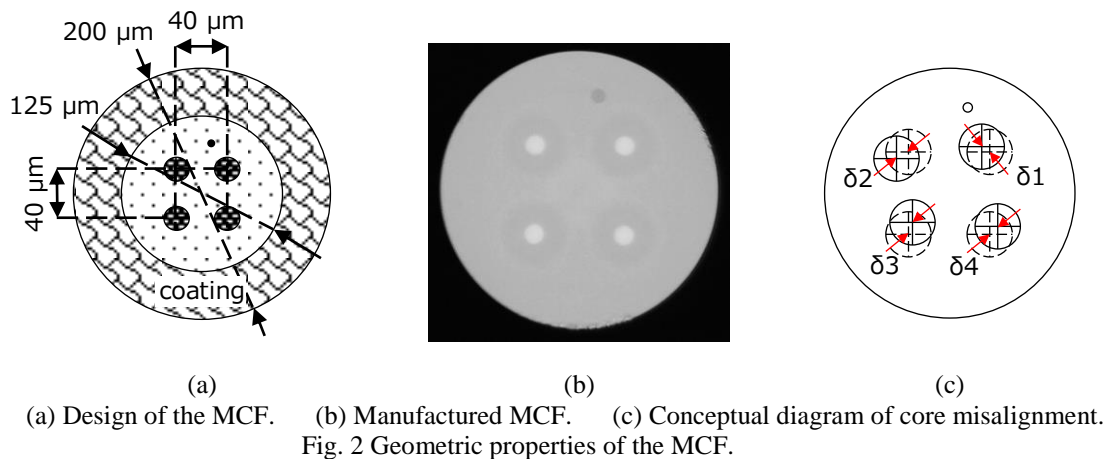 40 μm
200 μm
125 μm
40 μm
coating
δ2
δ1
δ3
δ4
(a)
(b)
(c)
(a) Design of the MCF. (b) Manufactured MCF. (c) Conceptual diagram of core misalignment.
Fig. 2 Geometric properties of the MCF.